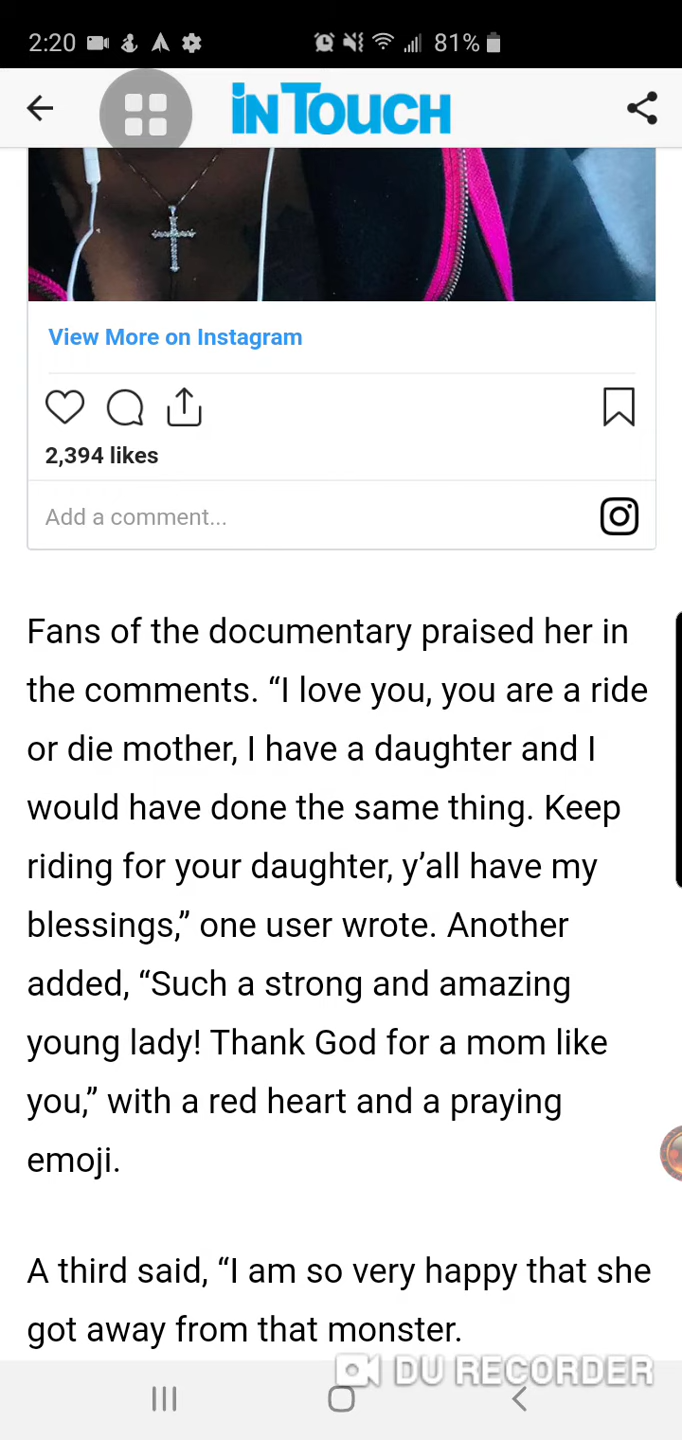 2:20
81%
INTOUCH
View More on Instagram
2,394 likes
Add a comment...
Fans of the documentary praised her in
the comments. “I love you, you are a ride
or die mother, I have a daughter and I
would have done the same thing. Keep
riding for your daughter, y’all have my
blessings,” one user wrote. Another
added, “Such a strong and amazing
young lady! Thank God for a mom like
you,” with a red heart and a praying
emoji.
A third said, “I am so very happy that she
got away from that monster.
DU RECORDER